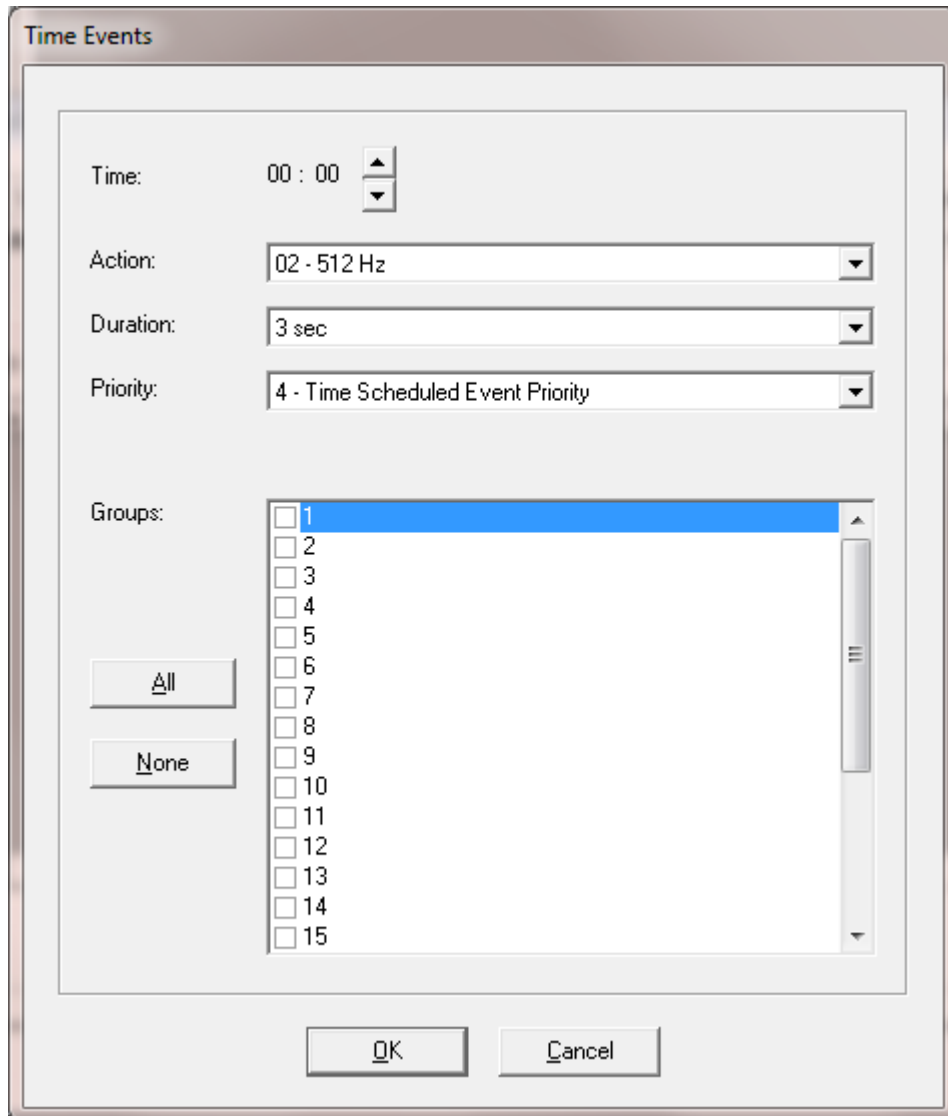 Time Events
Time: 00 : 00
Action: 02 - 512 Hz
Duration: 3 sec
Priority: 4 - Time Scheduled Event Priority
Groups: 1
2
3
4
5
6
7
8
9
10
11
12
13
14
15
All
None
OK Cancel